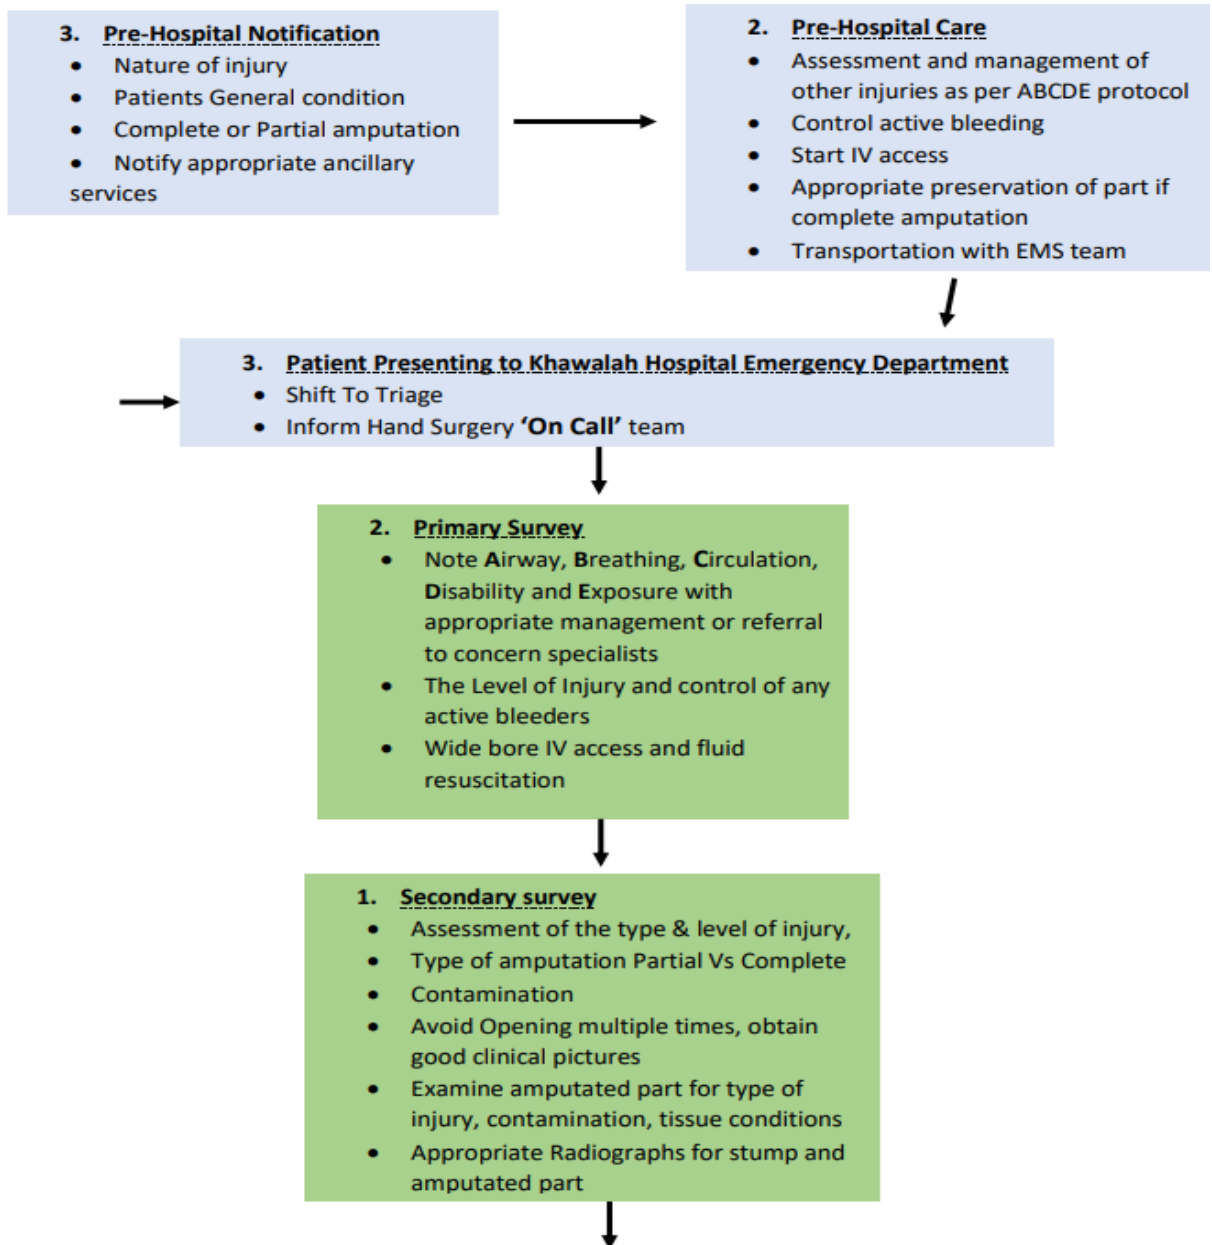 3. Pre-Hospital Notification
• Nature of injury
• Patients General condition
• Complete or Partial amputation
• Notify appropriate ancillary
services
2. Pre-Hospital Care
• Assessment and management of
other injuries as per ABCDE protocol
• Control active bleeding
• Start IV access
• Appropriate preservation of part if
complete amputation
• Transportation with EMS team
3. Patient Presenting to Khawalah Hospital Emergency Department
• Shift To Triage
• Inform Hand Surgery ‘On Call’ team
2. Primary Survey
• Note Airway, Breathing, Circulation,
Disability and Exposure with
appropriate management or referral
to concern specialists
• The Level of Injury and control of any
active bleeders
• Wide bore IV access and fluid
resuscitation
1. Secondary survey
• Assessment of the type & level of injury,
• Type of amputation Partial Vs Complete
• Contamination
• Avoid Opening multiple times, obtain
good clinical pictures
• Examine amputated part for type of
injury, contamination, tissue conditions
• Appropriate Radiographs for stump and
amputated part